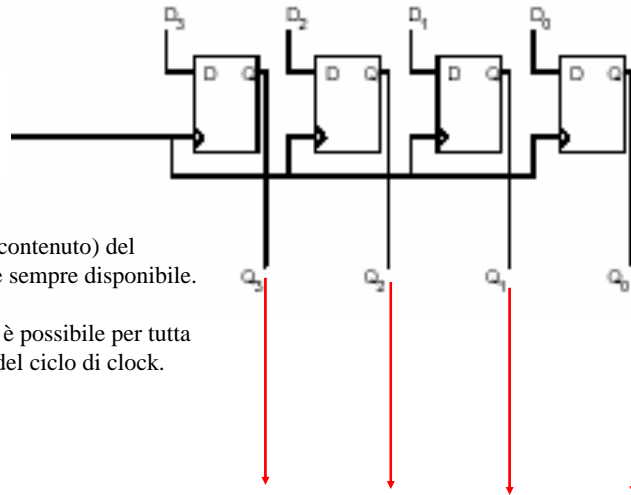 D3 D2 D1 D0
D Q D Q D Q D Q
contenuto) del
e sempre disponibile.
Q3 Q2 Q1 Q0
è possibile per tutta
del ciclo di clock.